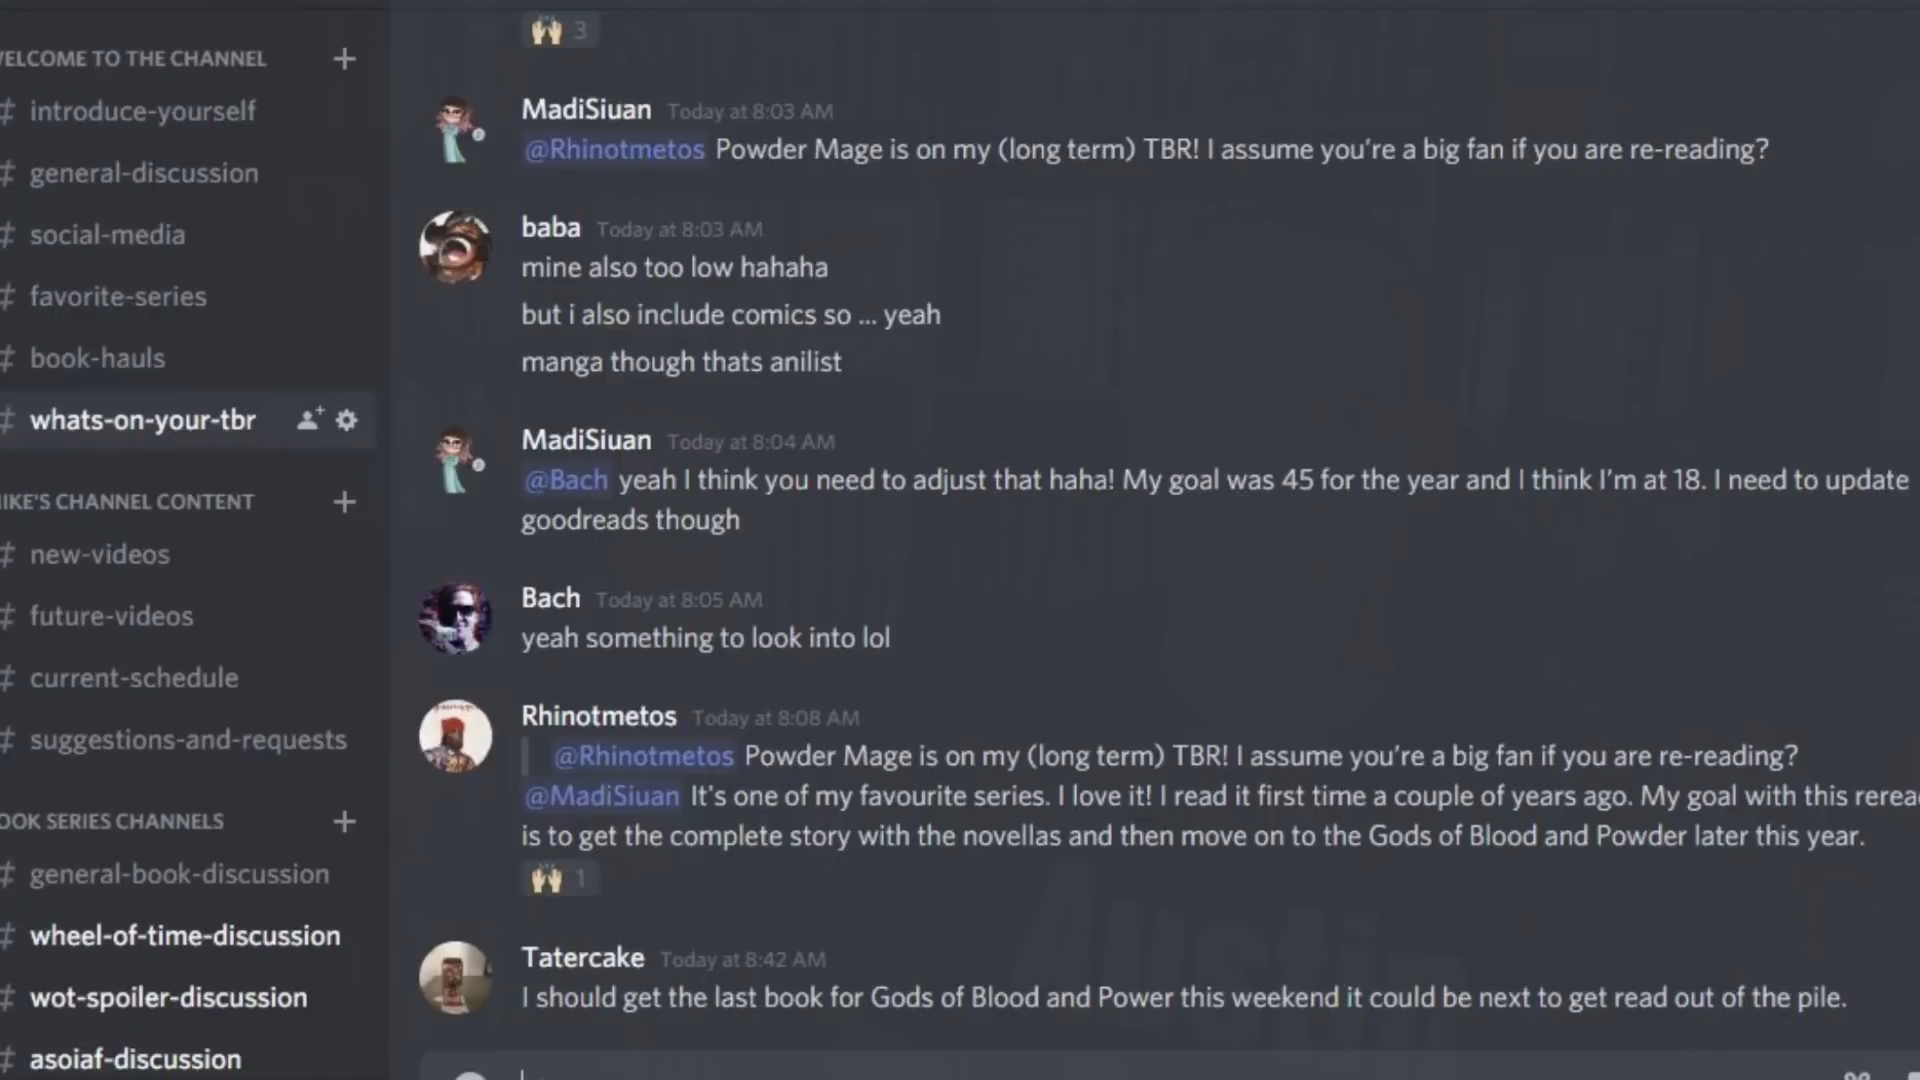 ELCOME TO THE CHANNEL
# introduce-yourself
# general-discussion
# social-media
# favorite-series
# book-hauls
# whats-on-your-tbr
IKE'S CHANNEL CONTENT
# new-videos
# future-videos
# current-schedule
# suggestions-and-requests
OOK SERIES CHANNELS
# general-book-discussion
# wheel-of-time-discussion
# wot-spoiler-discussion
# asoiaf-discussion
3
MadiSiuan Today at 8:03 AM
@Rhinotmetos Powder Mage is on my (long term) TBR! I assume you're a big fan if you are re-reading?
baba Today at 8:03 AM
mine also too low hahaha
but i also include comics so ... yeah
manga though thats anilist
MadiSiuan Today at 8:04 AM
@Bach yeah I think you need to adjust that haha! My goal was 45 for the year and I think I'm at 18. I need to update
goodreads though
Bach Today at 8:05 AM
yeah something to look into lol
Rhinotmetos Today at 8:08 AM
@Rhinotmetos Powder Mage is on my (long term) TBR! I assume you're a big fan if you are re-reading?
@MadiSiuan It's one of my favourite series. I love it! I read it first time a couple of years ago. My goal with this rerea
is to get the complete story with the novellas and then move on to the Gods of Blood and Powder later this year.
1
Tatercake Today at 8:42 AM
I should get the last book for Gods of Blood and Power this weekend it could be next to get read out of the pile.